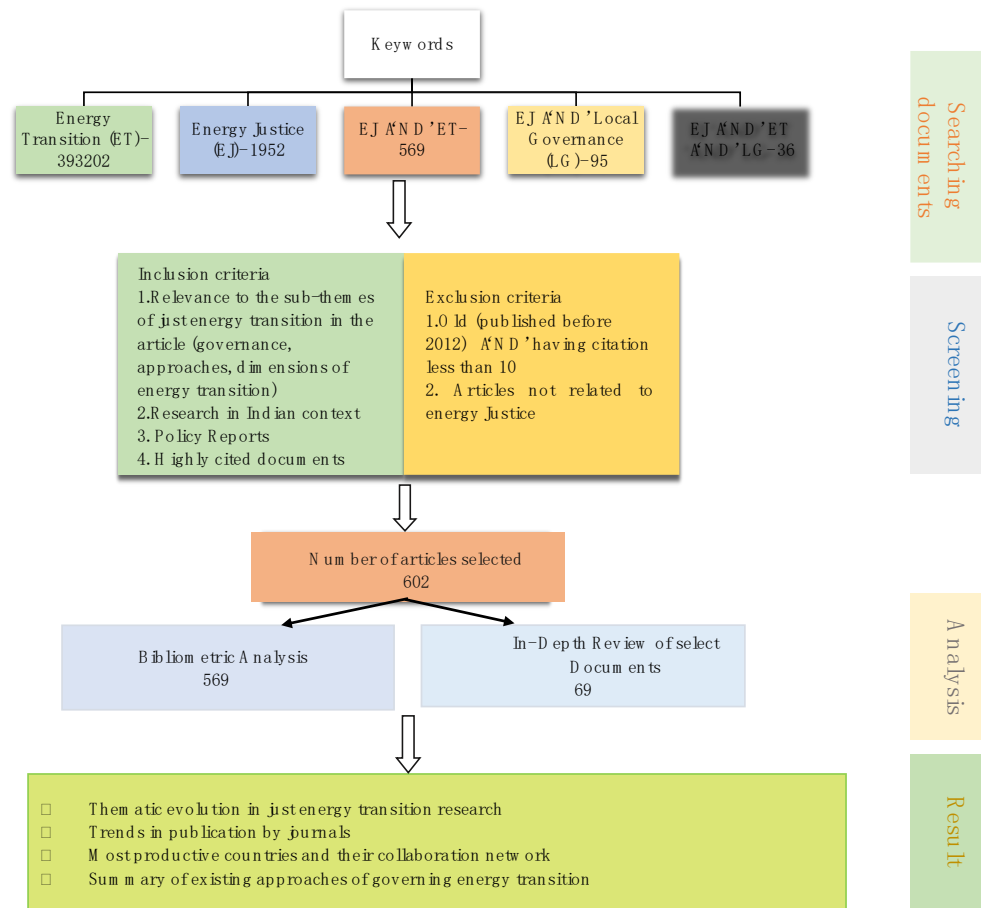 Keywords
Energy
Transition (ET)-
393202
Energy Justice
(EJ)-1952
EJ A‘ND’ET-
569
EJ A‘ND’Local
Governance
(LG)-95
EJ A‘ND’ET
A‘ND’LG-36
Searching
documents
Inclusion criteria
1.Relevance to the sub-themes
of just energy transition in the
article (governance,
approaches, dimensions of
energy transition)
2.Research in Indian context
3. Policy Reports
4. Highly cited documents
Exclusion criteria
1.Old (published before
2012) A‘ND’having citation
less than 10
2. Articles not related to
energy Justice
Screening
Number of articles selected
602
Bibliometric Analysis
569
In-Depth Review of select
Documents
69
Analysis
Thematic evolution in just energy transition research
Trends in publication by journals
Most productive countries and their collaboration network
Summary of existing approaches of governing energy transition
Result